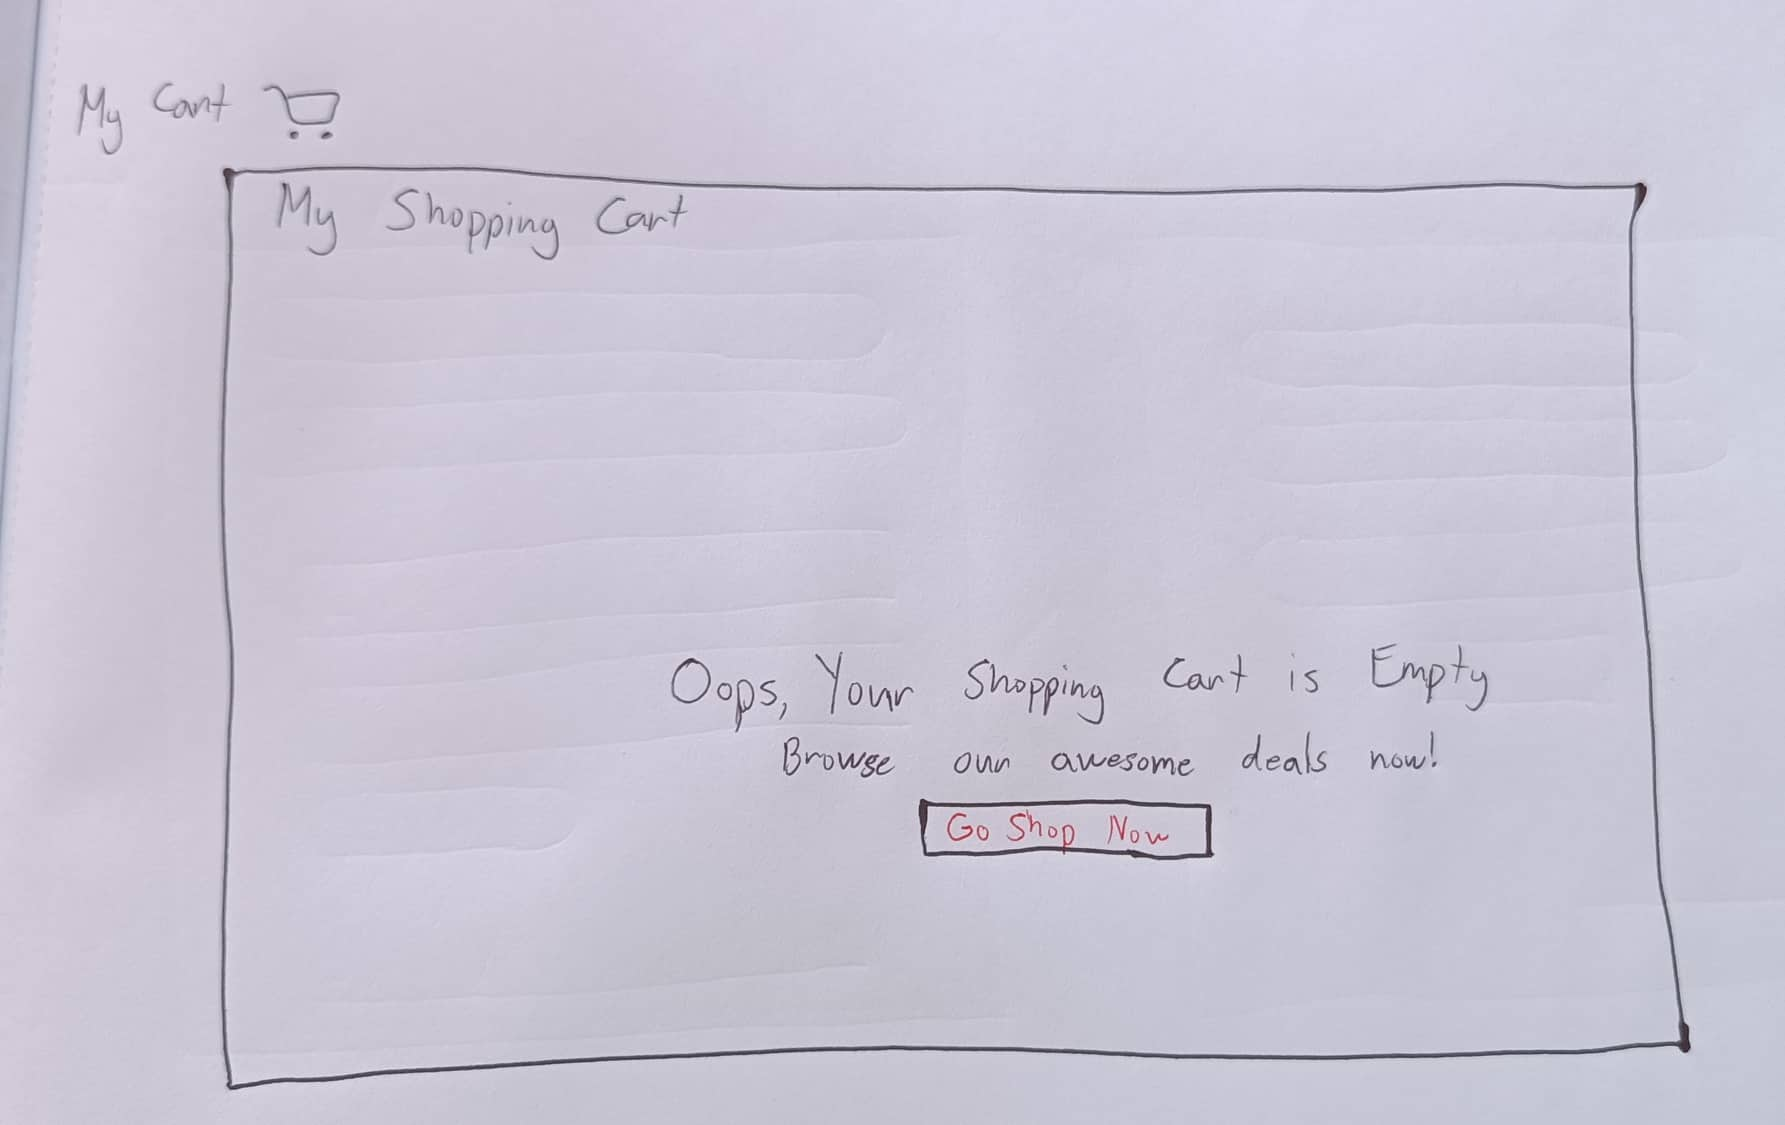 My Cart
My Shopping Cart
Oops, Your Shopping Cart is Empty
Browse our awesome deals now!
Go Shop Now